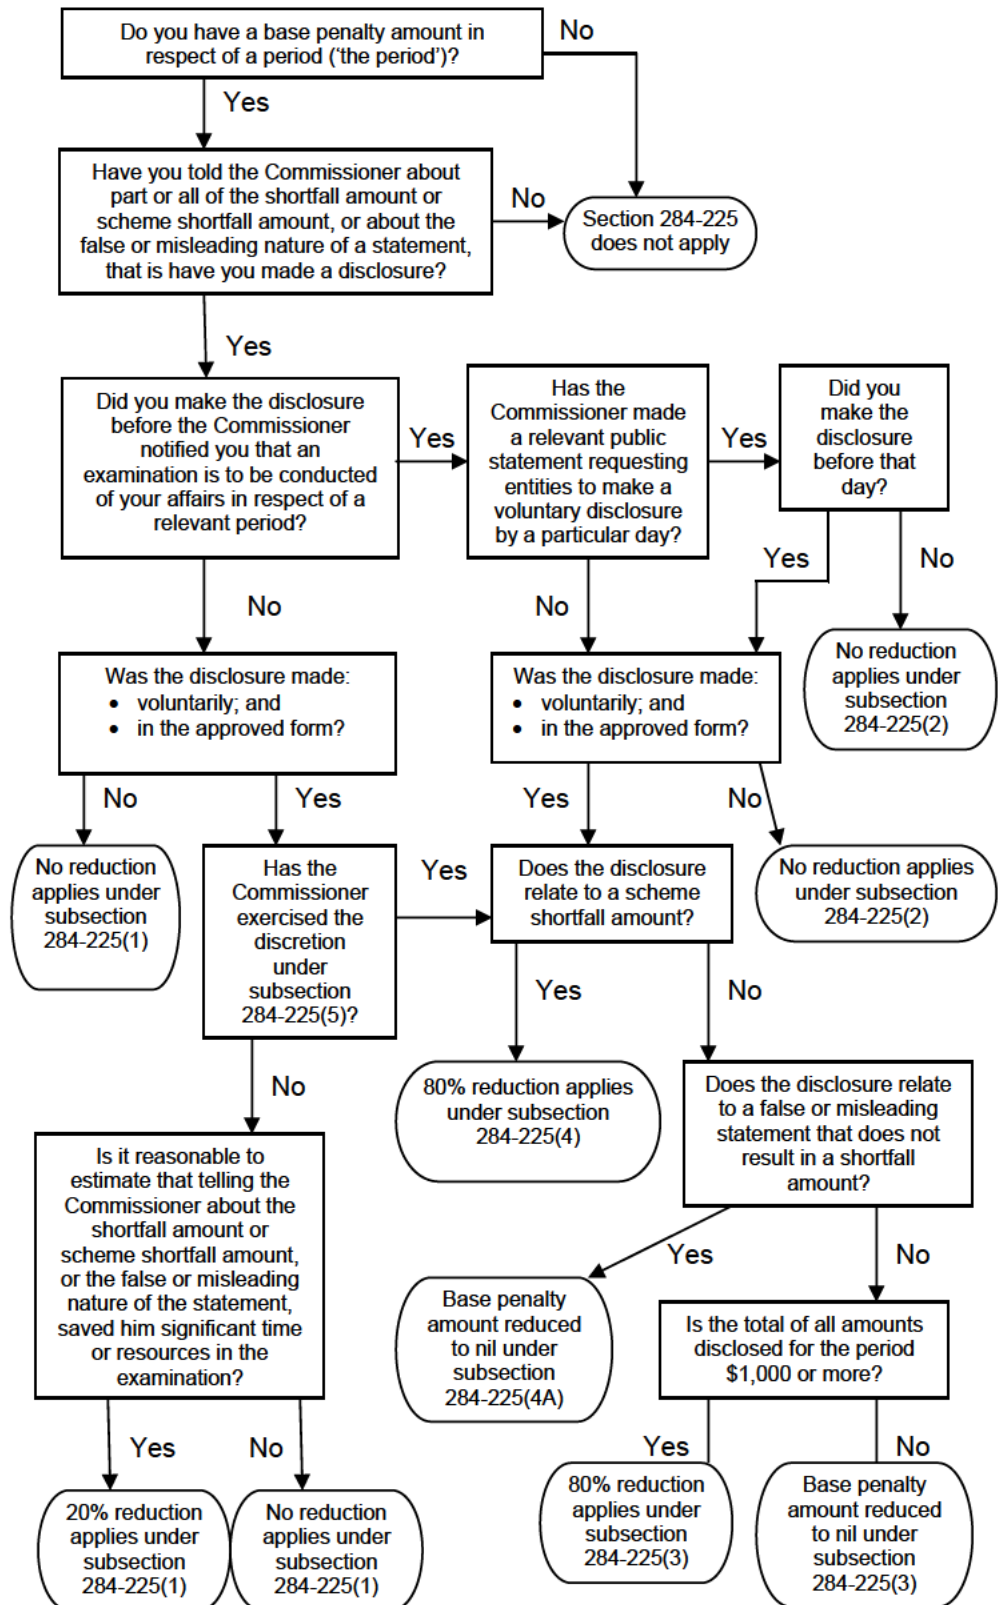 Do you have a base penalty amount in
respect of a period (‘the period’)?
No
Yes
Have you told the Commissioner about
part or all of the shortfall amount or
scheme shortfall amount, or about the
false or misleading nature of a statement,
that is have you made a disclosure?
No
Section 284-225
does not apply
Yes
Did you make the disclosure
before the Commissioner
notified you that an
examination is to be conducted
of your affairs in respect of a
relevant period?
Yes
Has the
Commissioner made
a relevant public
statement requesting
entities to make a
voluntary disclosure
by a particular day?
Yes
Did you
make the
disclosure
before that
day?
No
No
Yes
No
Was the disclosure made:
• voluntarily; and
• in the approved form?
Was the disclosure made:
• voluntarily; and
• in the approved form?
No reduction
applies under
subsection
284-225(2)
No
Yes
Yes
No
No reduction
applies under
subsection
284-225(1)
Has the
Commissioner
exercised the
discretion
under
subsection
284-225(5)?
Yes
Does the disclosure
relate to a scheme
shortfall amount?
No reduction applies
under subsection
284-225(2)
Yes
No
No
80% reduction applies
under subsection
284-225(4)
Does the disclosure relate
to a false or misleading
statement that does not
result in a shortfall
amount?
Is it reasonable to
estimate that telling the
Commissioner about the
shortfall amount or
scheme shortfall amount,
or the false or misleading
nature of the statement,
saved him significant time
or resources in the
examination?
Yes
No
Base penalty
amount reduced
to nil under
subsection
284-225(4A)
Is the total of all amounts
disclosed for the period
$1,000 or more?
Yes
No
Yes
No
20% reduction
applies under
subsection
284-225(1)
No reduction
applies under
subsection
284-225(1)
80% reduction
applies under
subsection
284-225(3)
Base penalty
amount reduced
to nil under
subsection
284-225(3)